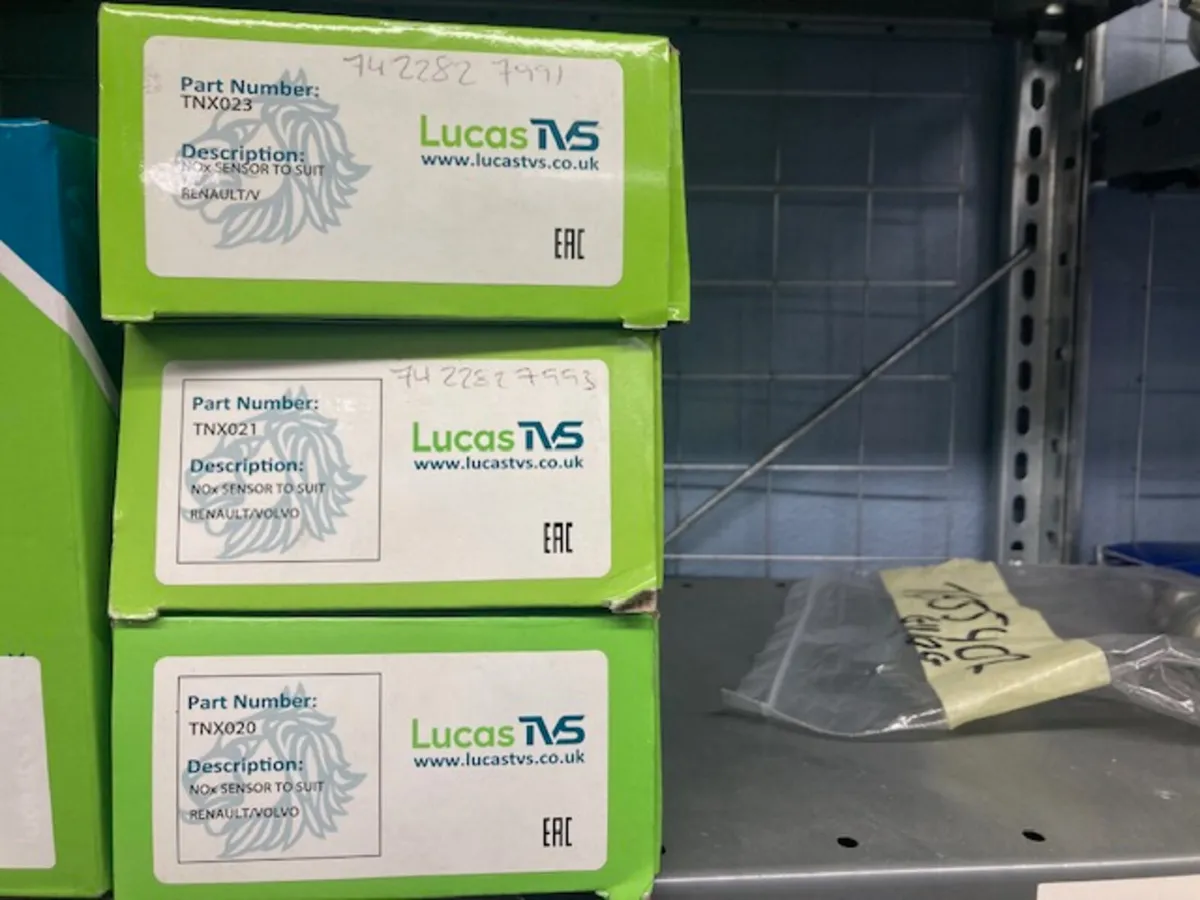 742282 7991
Part Number:
TNX023
Lucas TVS
www.lucastvs.co.uk
Description:
NOx SENSOR TO SUIT
RENAULT/V
EAC
742282 7993
Part Number:
TNX021
Lucas TVS
www.lucastvs.co.uk
Description:
NOx SENSOR TO SUIT
RENAULT/VOLVO
EAC
Part Number:
TNX020
Lucas TVS
www.lucastvs.co.uk
Description:
NOx SENSOR TO SUIT
RENAULT/VOLVO
EAC